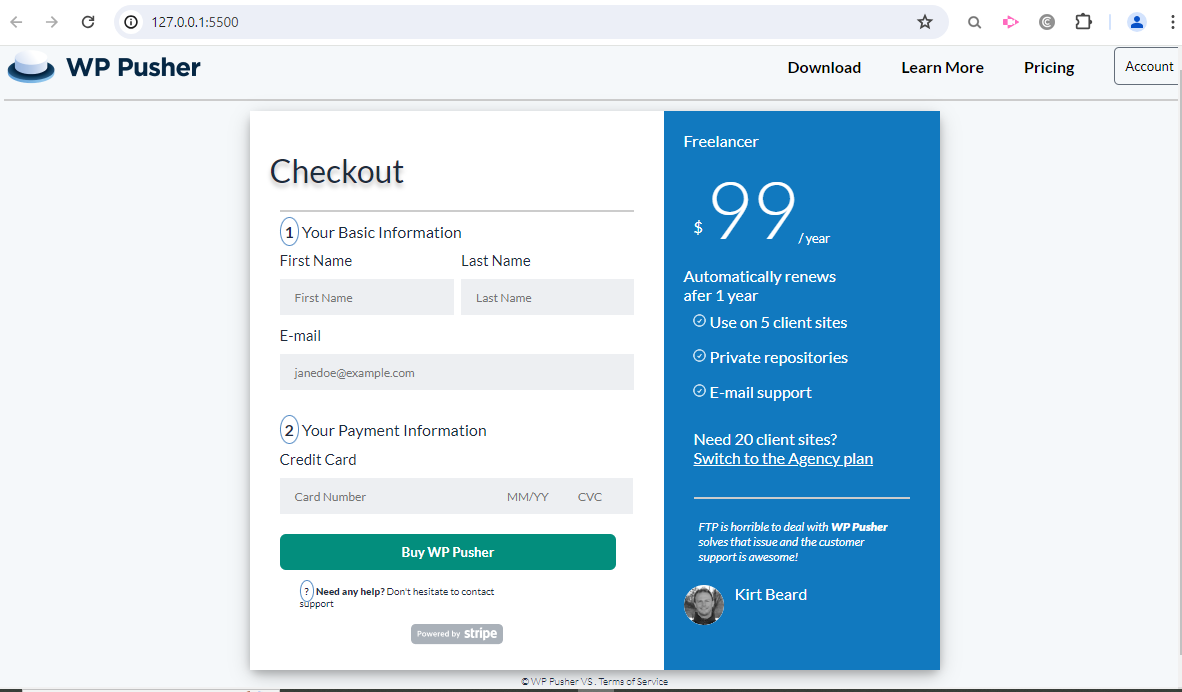 127.0.0.1:5500
WP Pusher
Download Learn More Pricing Account
Checkout
1 Your Basic Information
First Name Last Name
First Name Last Name
E-mail
janedoe@example.com
2 Your Payment Information
Credit Card
Card Number MM/YY CVC
Buy WP Pusher
? Need any help? Don't hesitate to contact
support
Powered by stripe
Freelancer
$ 99 / year
Automatically renews
afer 1 year
Use on 5 client sites
Private repositories
E-mail support
Need 20 client sites?
Switch to the Agency plan
FTP is horrible to deal with WP Pusher
solves that issue and the customer
support is awesome!
Kirt Beard
© WP Pusher VS . Terms of Service